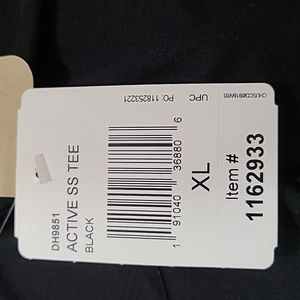 DH9851
ACTIVE SS TEE
BLACK
1 91040 36880 6
XL
UPC PO: 118253221
Item #
1162933